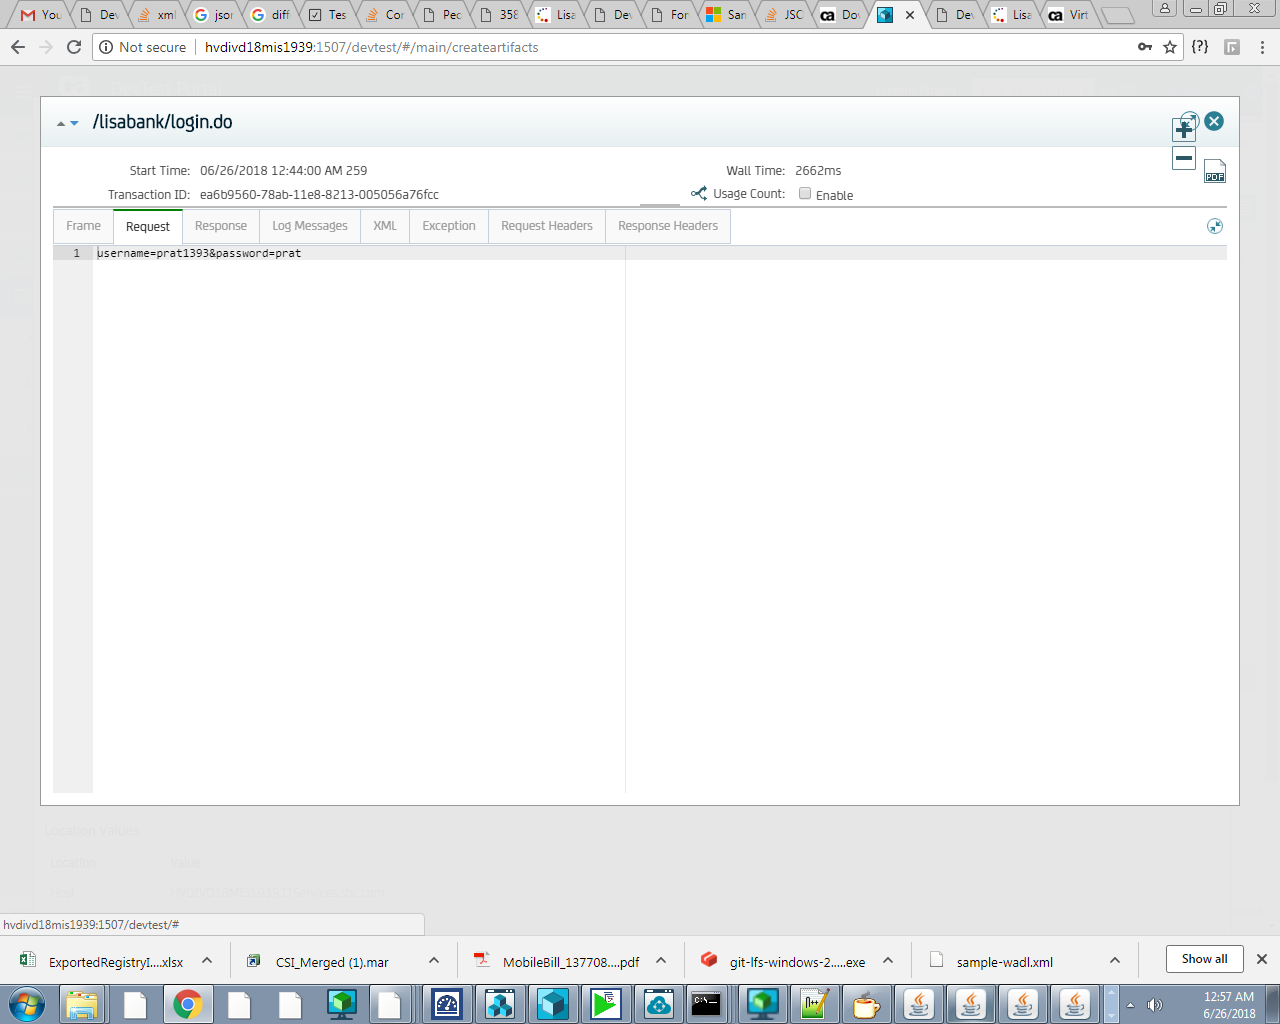 You Dev xml json diff Tes Cor Pec 358 Lisa Dev For San JSC ca Dov Dev Lisa ca Virt
Not secure hvdivd18mis1939:1507/devtest/#/main/createartifacts {?}
/lisabank/login.do
Start Time: 06/26/2018 12:44:00 AM 259 Wall Time: 2662ms
PDF
Transaction ID: ea6b9560-78ab-11e8-8213-005056a76fcc Usage Count: Enable
Frame Request Response Log Messages XML Exception Request Headers Response Headers
1 username=prat1393&password=prat
Location Values
Location Value
hvdivd18mis1939:1507/devtest/#
ExportedRegistryI....xlsx CSI_Merged (1).mar MobileBill_137708....pdf git-lfs-windows-2.....exe sample-wadl.xml Show all
12:57 AM
6/26/2018